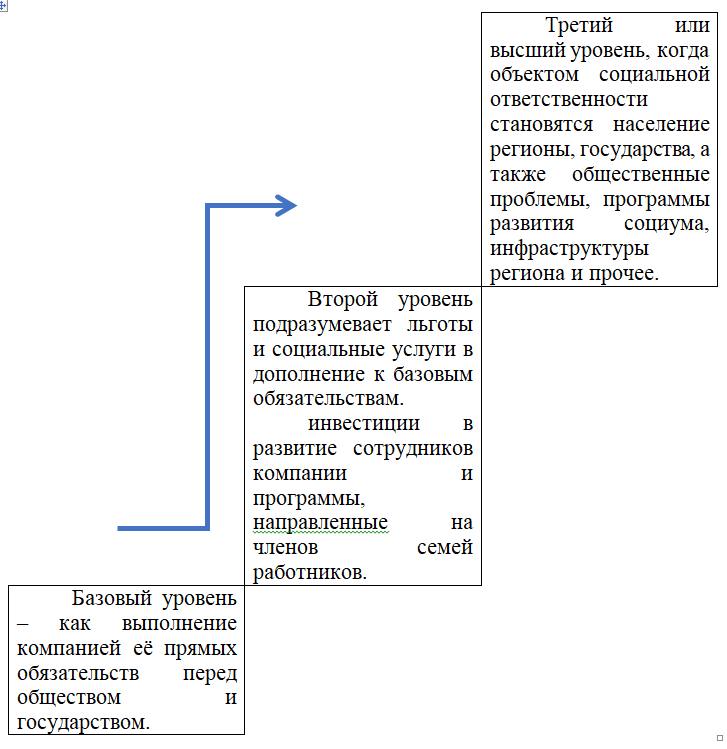 Третий или
высший уровень, когда
объектом социальной
ответственности
становятся население
регионы, государства, а
также общественные
проблемы, программы
развития социума,
инфраструктуры
региона и прочее.
Второй уровень
подразумевает льготы
и социальные услуги в
дополнение к базовым
обязательствам.
инвестиции в
развитие сотрудников
компании и
программы,
направленные на
членов семей
работников.
Базовый уровень
– как выполнение
компанией её прямых
обязательств перед
обществом и
государством.